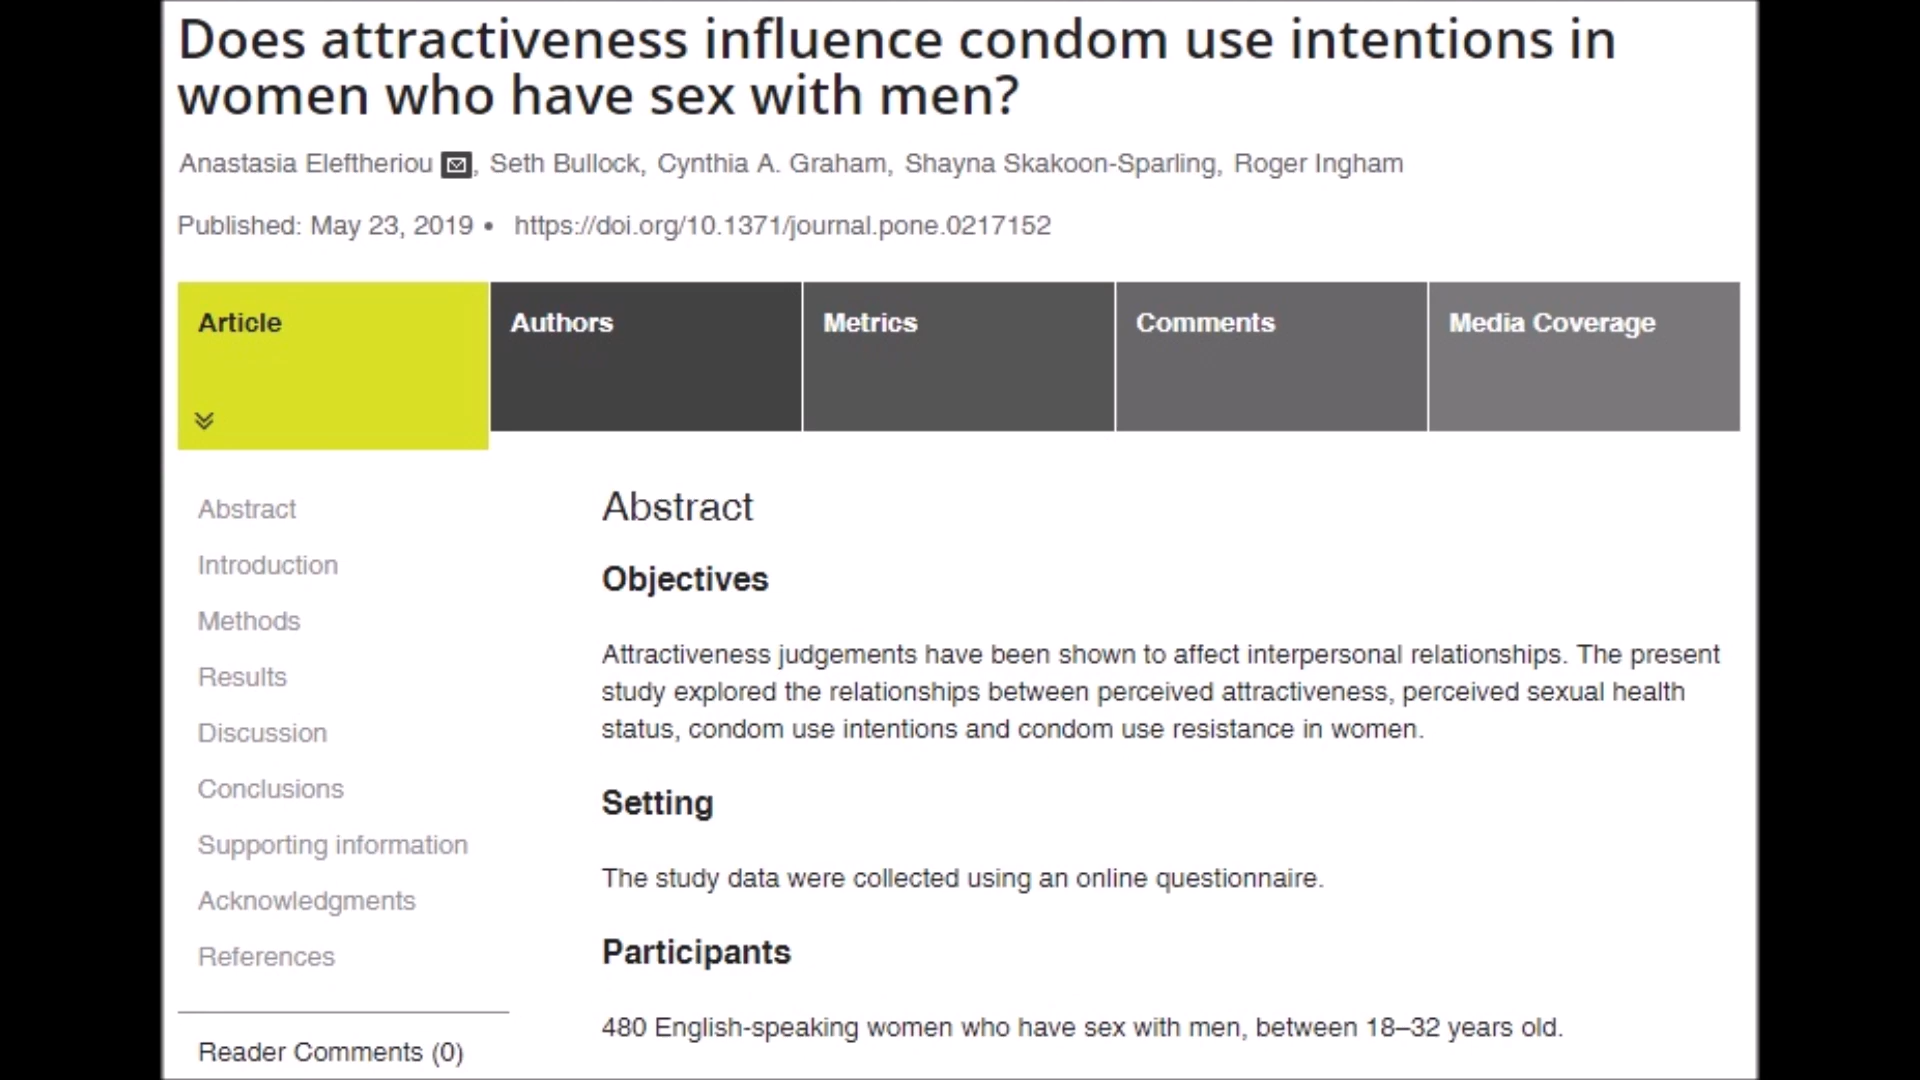 Does attractiveness influence condom use intentions in
women who have sex with men?
Anastasia Eleftheriou , Seth Bullock, Cynthia A. Graham, Shayna Skakoon-Sparling, Roger Ingham
Published: May 23, 2019 • https://doi.org/10.1371/journal.pone.0217152
Article
Authors
Metrics
Comments
Media Coverage
Abstract
Introduction
Methods
Results
Discussion
Conclusions
Supporting information
Acknowledgments
References
Reader Comments (0)
Abstract
Objectives
Attractiveness judgements have been shown to affect interpersonal relationships. The present
study explored the relationships between perceived attractiveness, perceived sexual health
status, condom use intentions and condom use resistance in women.
Setting
The study data were collected using an online questionnaire.
Participants
480 English-speaking women who have sex with men, between 18–32 years old.